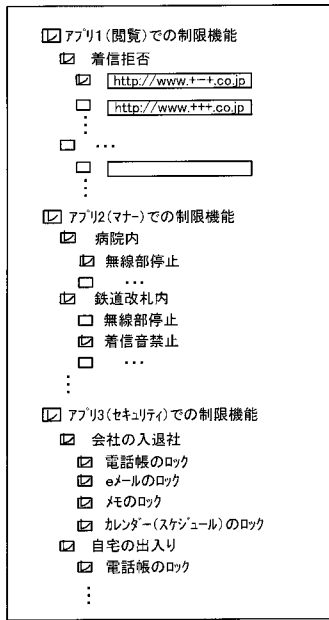 アプリ1(閲覧)での制限機能
着信拒否
http://www.+-+.co.jp
http://www.+++.co.jp
⋮
…
⋮
アプリ2(マナー)での制限機能
病院内
無線部停止
…
鉄道改札内
無線部停止
着信音禁止
…
⋮
アプリ3(セキュリティ)での制限機能
会社の入退社
電話帳のロック
eメールのロック
メモのロック
カレンダー(スケジュール)のロック
自宅の出入り
電話帳のロック
⋮